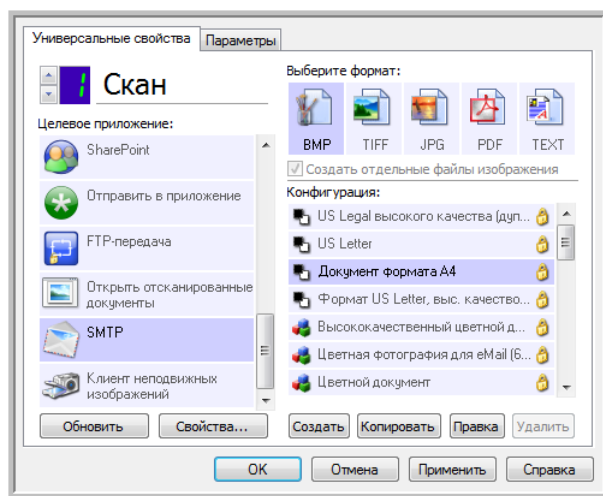 Универсальные свойства
Параметры
1 Скан
Целевое приложение:
SharePoint
Отправить в приложение
FTP-передача
Открыть отсканированные
документы
SMTP
Клиент неподвижных
изображений
Обновить
Свойства...
Выберите формат:
BMP TIFF JPG PDF TEXT
Создать отдельные файлы изображения
Конфигурация:
US Legal высокого качества (дуп...
US Letter
Документ формата A4
Формат US Letter, выс. качество...
Высококачественный цветной д...
Цветная фотография для eMail (6...
Цветной документ
Создать Копировать Правка Удалить
OK Отмена Применить Справка